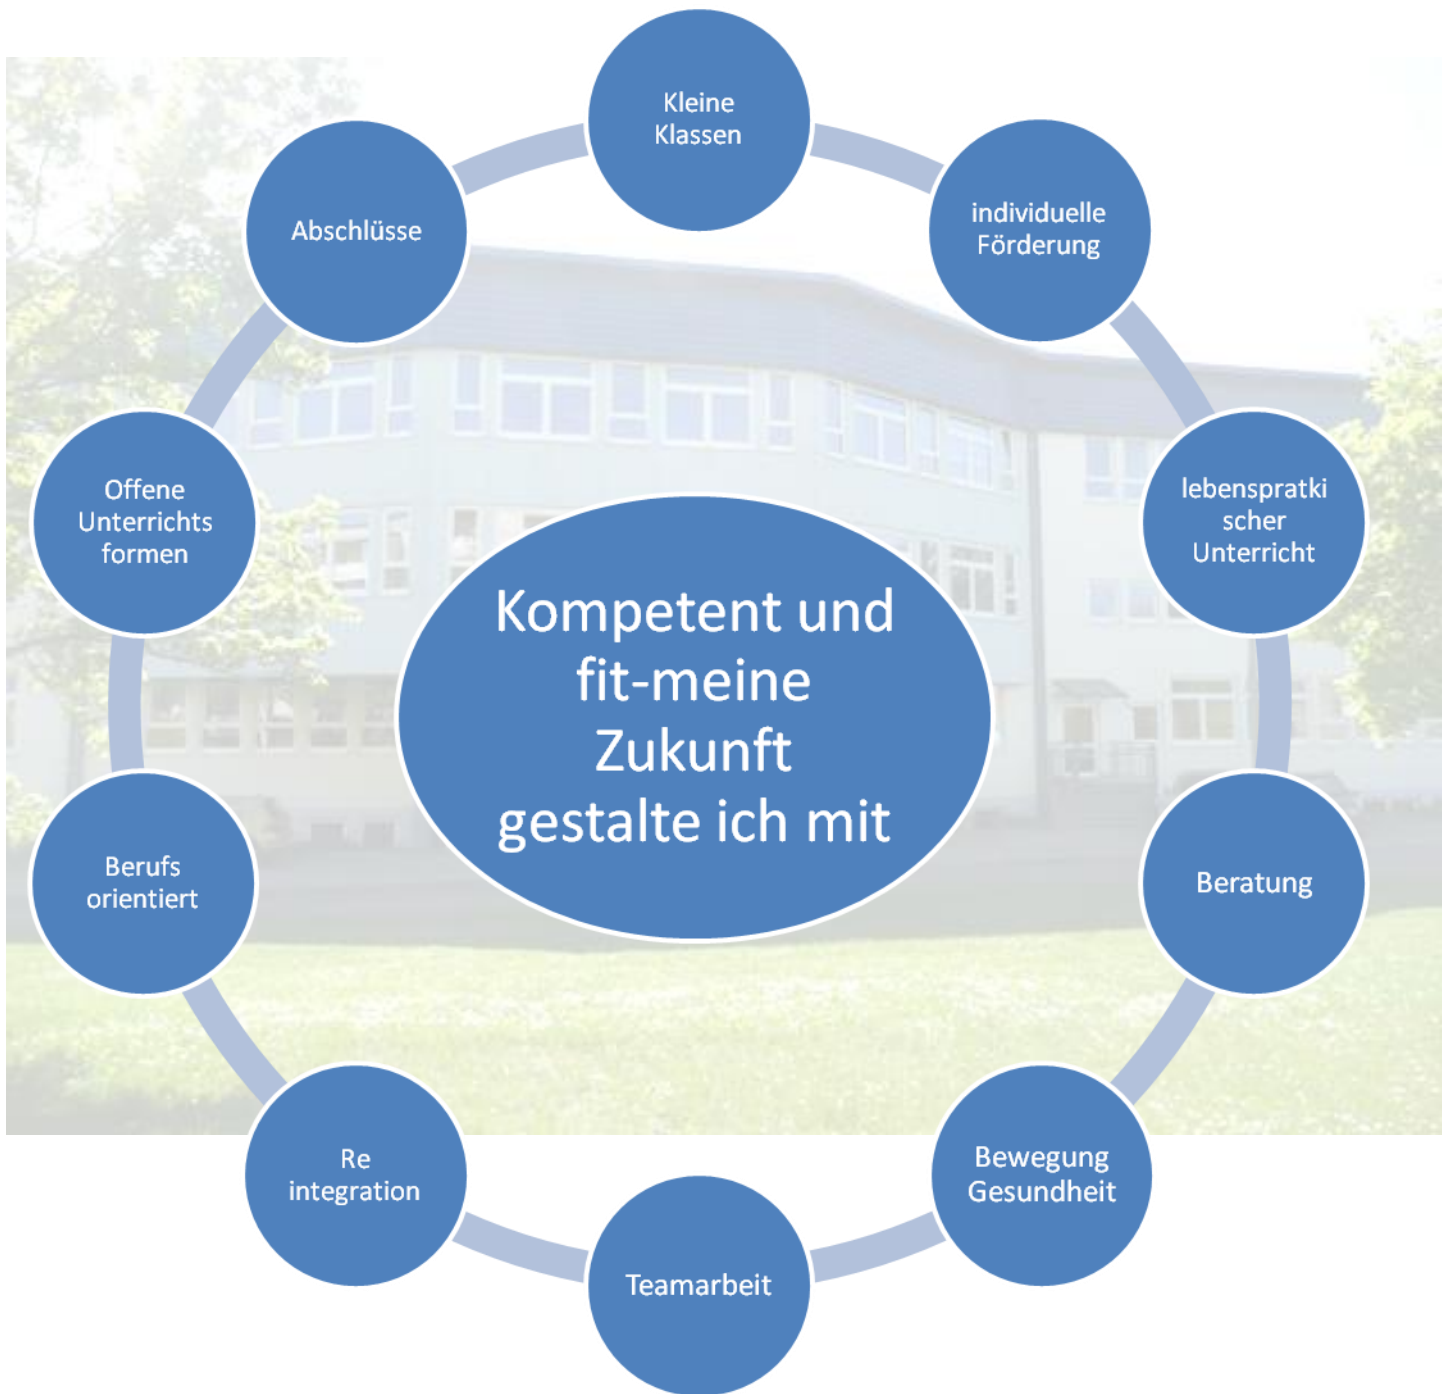 Kleine
Klassen
individuelle
Förderung
lebenspratki
scher
Unterricht
Beratung
Bewegung
Gesundheit
Teamarbeit
Re
integration
Berufs
orientiert
Offene
Unterrichts
formen
Abschlüsse
Kompetent und
fit-meine
Zukunft
gestalte ich mit